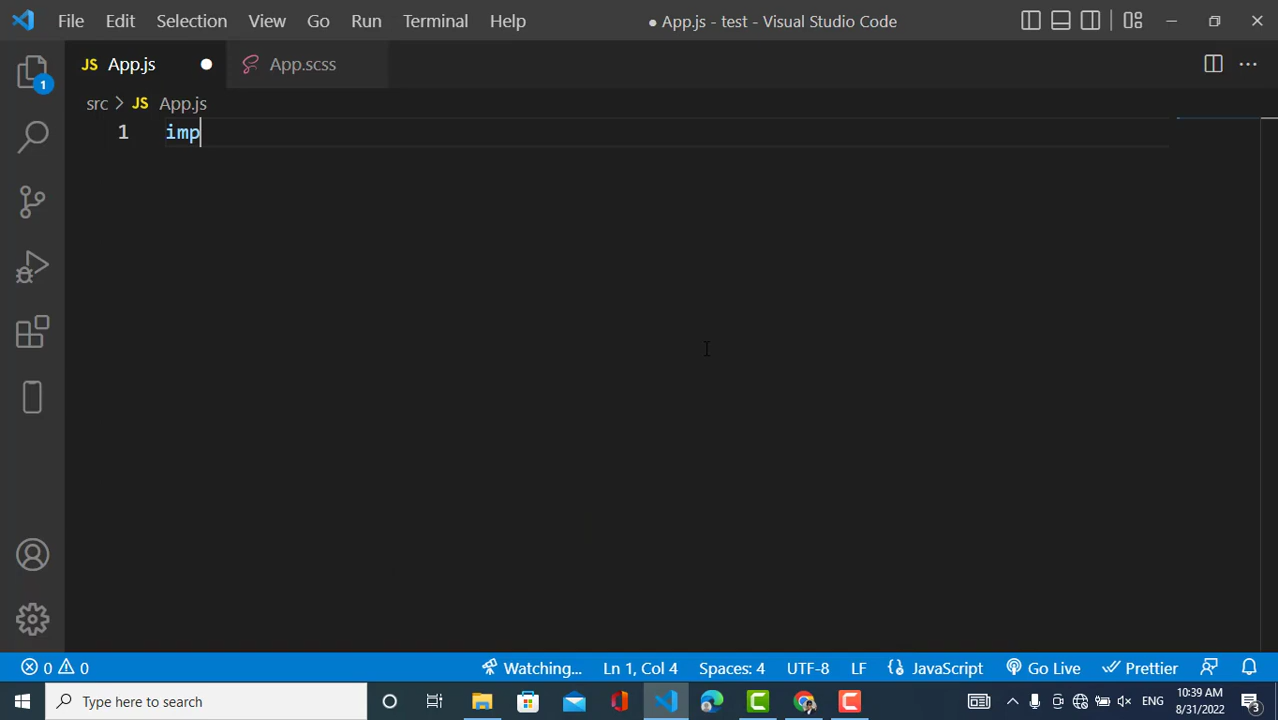 File Edit Selection View Go Run Terminal Help ● App.js - test - Visual Studio Code
JS App.js ● App.scss
1
src > JS App.js
1 imp
0 0 Watching... Ln 1, Col 4 Spaces: 4 UTF-8 LF JavaScript Go Live Prettier
Type here to search ENG 10:39 AM
8/31/2022 3